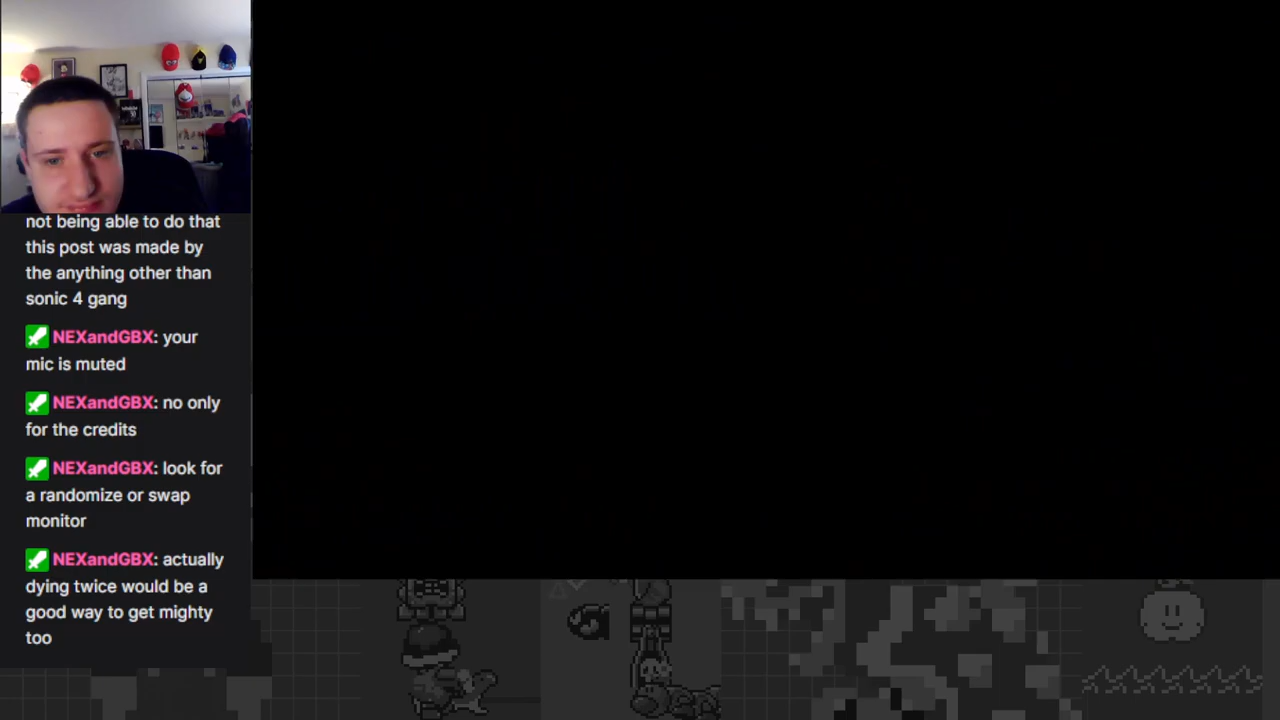 not being able to do that
this post was made by
the anything other than
sonic 4 gang
NEXandGBX: your
mic is muted
NEXandGBX: no only
for the credits
NEXandGBX: look for
a randomize or swap
monitor
NEXandGBX: actually
dying twice would be a
good way to get mighty
too